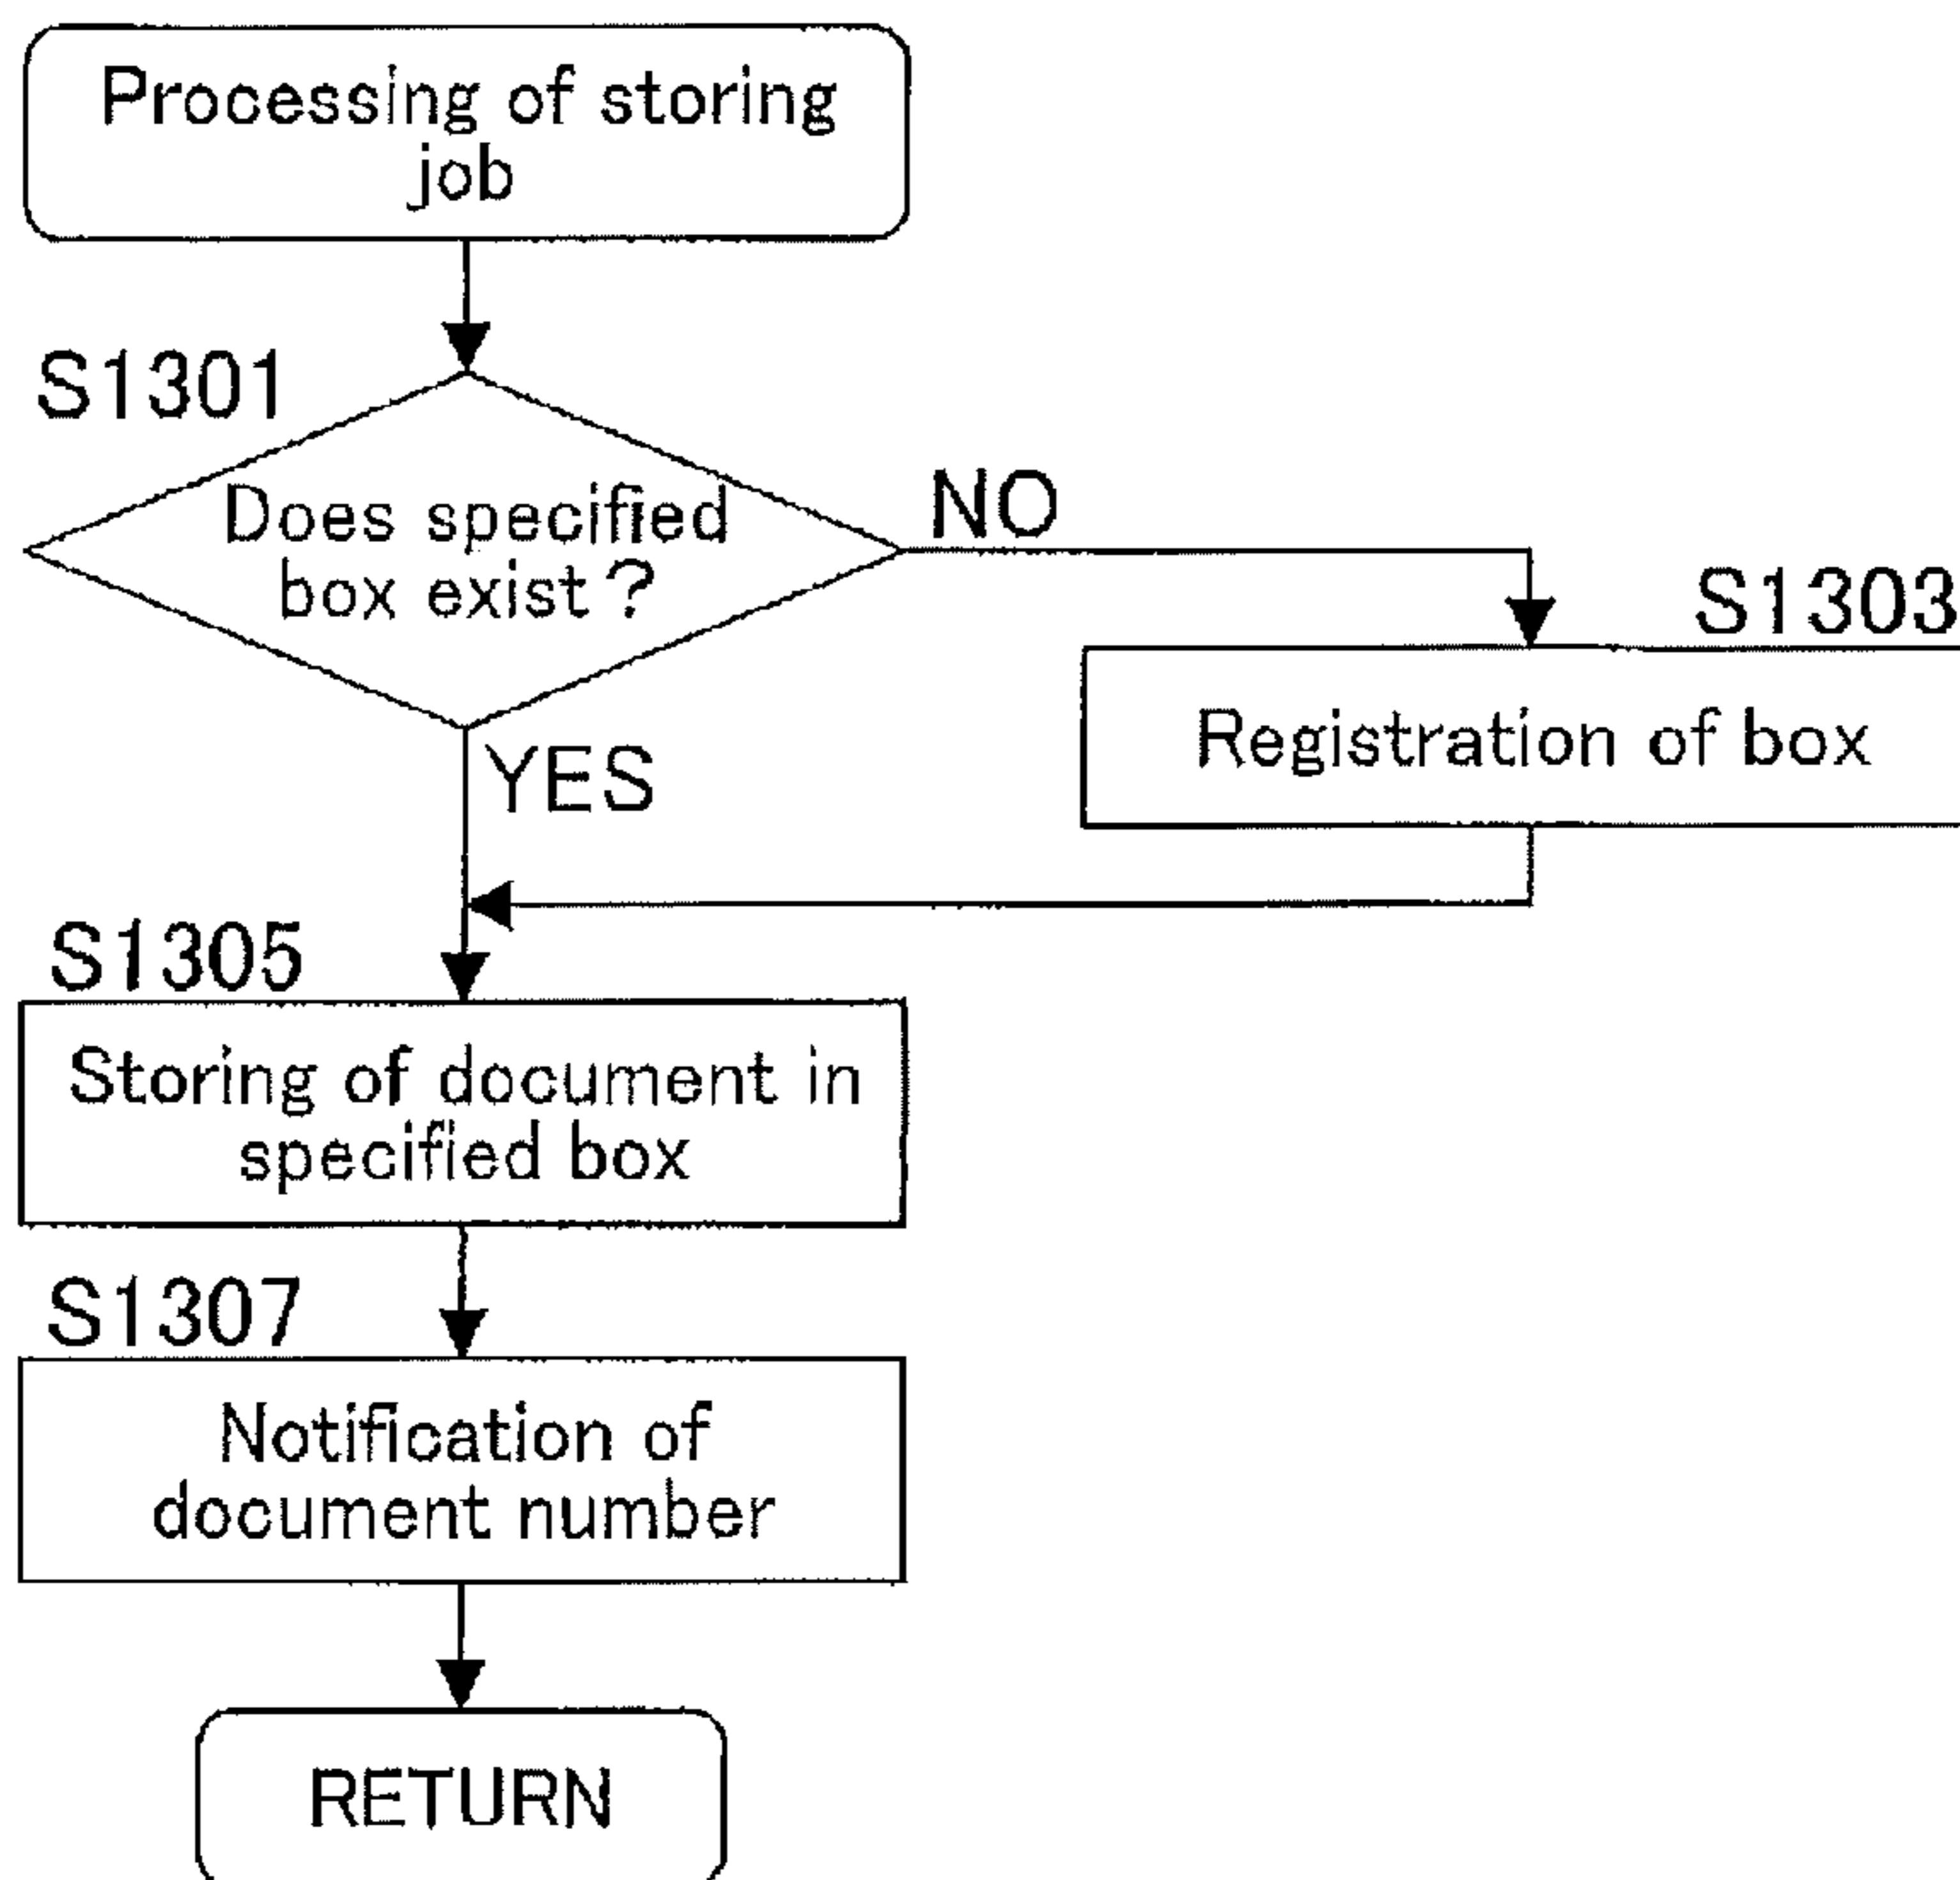 Processing of storing
job
S1301
Does specified
box exist?
NO
S1303
Registration of box
YES
S1305
Storing of document in
specified box
S1307
Notification of
document number
RETURN